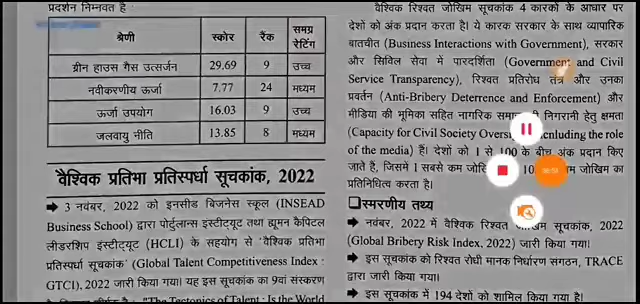 प्रदर्शन निम्नवत है :
श्रेणी स्कोर रैंक समग्र रेटिंग
ग्रीन हाउस गैस उत्सर्जन 29.69 9 उच्च
नवीकरणीय ऊर्जा 7.77 24 मध्यम
ऊर्जा उपयोग 16.03 9 उच्च
जलवायु नीति 13.85 8 मध्यम
वैश्विक प्रतिभा प्रतिस्पर्धा सूचकांक, 2022
➡ 3 नवंबर, 2022 को इनसीड बिजनेस स्कूल (INSEAD
Business School) द्वारा पोर्टुलान्स इंस्टीट्यूट तथा ह्यूमन कैपिटल
लीडरशिप इंस्टीट्यूट (HCLI) के सहयोग से 'वैश्विक प्रतिभा
प्रतिस्पर्धा सूचकांक' (Global Talent Competitiveness Index :
GTCI), 2022 जारी किया गया। यह इस सूचकांक का 9वां संस्करण
"The Tectonics of Talent : Is the World
वैश्विक रिश्वत जोखिम सूचकांक 4 कारकों के आधार पर
देशों को अंक प्रदान करता है। ये कारक सरकार के साथ व्यापारिक
बातचीत (Business Interactions with Government), सरकार
और सिविल सेवा में पारदर्शिता (Government and Civil
Service Transparency), रिश्वत प्रतिरोध तंत्र और उनका
प्रवर्तन (Anti-Bribery Deterrence and Enforcement) और
मीडिया की भूमिका सहित नागरिक निगरानी हेतु क्षमता
(Capacity for Civil Society the role
of the media) हैं। देशों को 1 से 100 के बीच अंक प्रदान किए
जाते हैं, जिसमें 1 सबसे कम जोखिम का
प्रतिनिधित्व करता है।
❑स्मरणीय तथ्य
➡ नवंबर, 2022 में वैश्विक रिश्वत जोखिम सूचकांक, 2022
(Global Bribery Risk Index, 2022) जारी किया गया।
➡ इस सूचकांक को रिश्वत रोधी मानक निर्धारण संगठन, TRACE
द्वारा जारी किया गया।
➡ इस सूचकांक में 194 देशों को शामिल किया गया है।